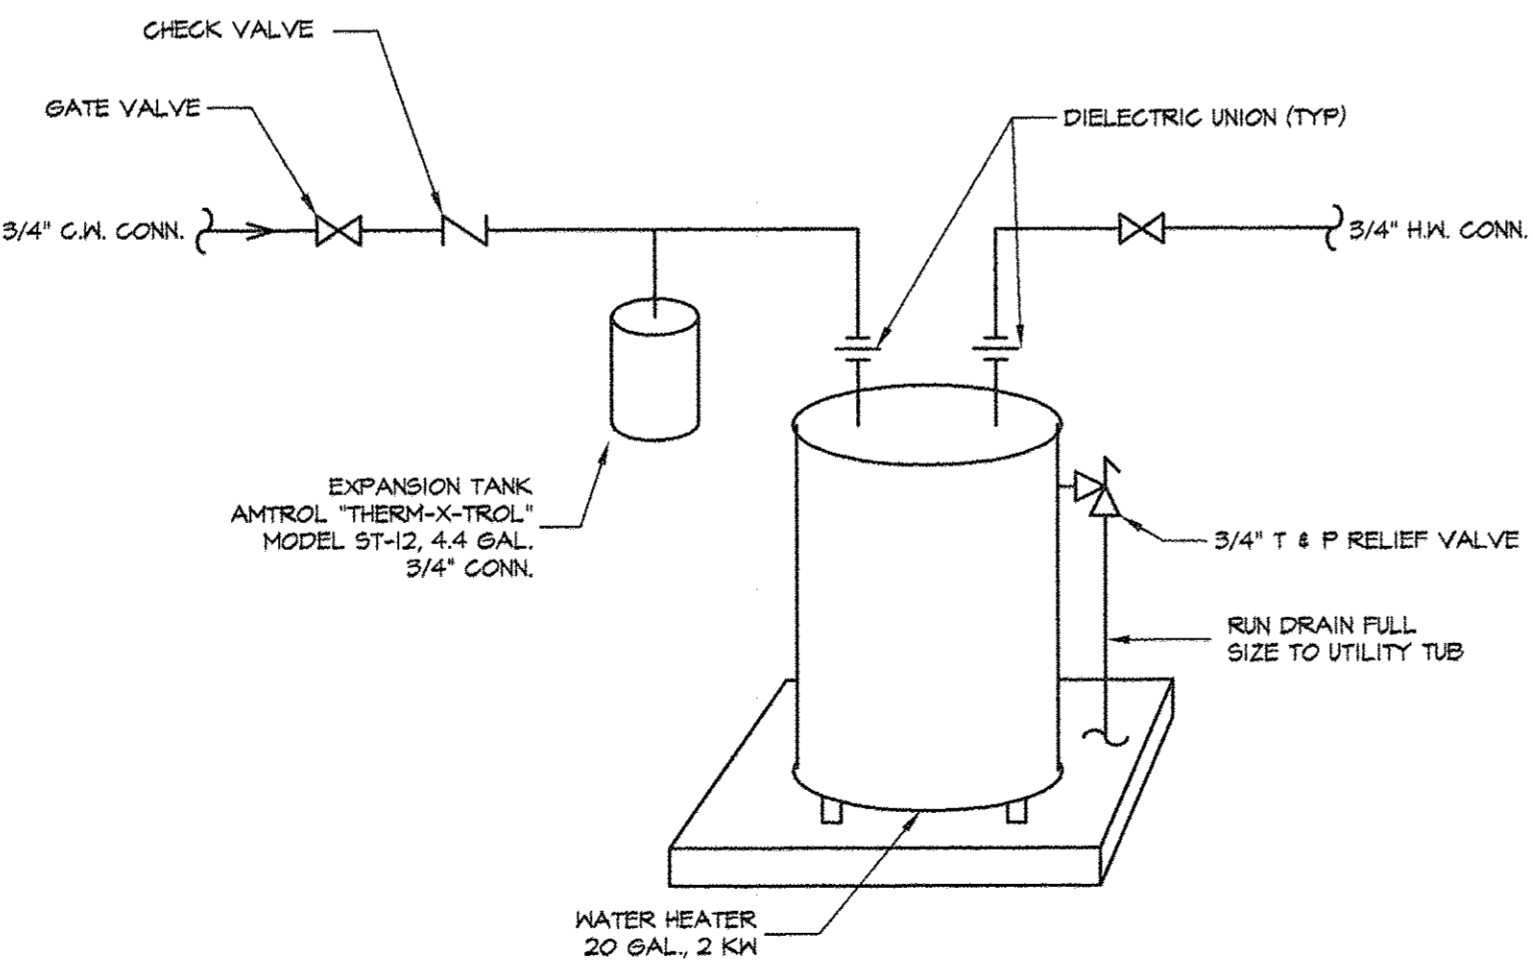 CHECK VALVE
GATE VALVE
DIELECTRIC UNION (TYP)
3/4" C.W. CONN.
3/4" H.W. CONN.
EXPANSION TANK
AMTROL "THERM-X-TROL"
MODEL ST-12, 4.4 GAL.
3/4" CONN.
3/4" T & P RELIEF VALVE
RUN DRAIN FULL
SIZE TO UTILITY TUB
WATER HEATER
20 GAL., 2 KW